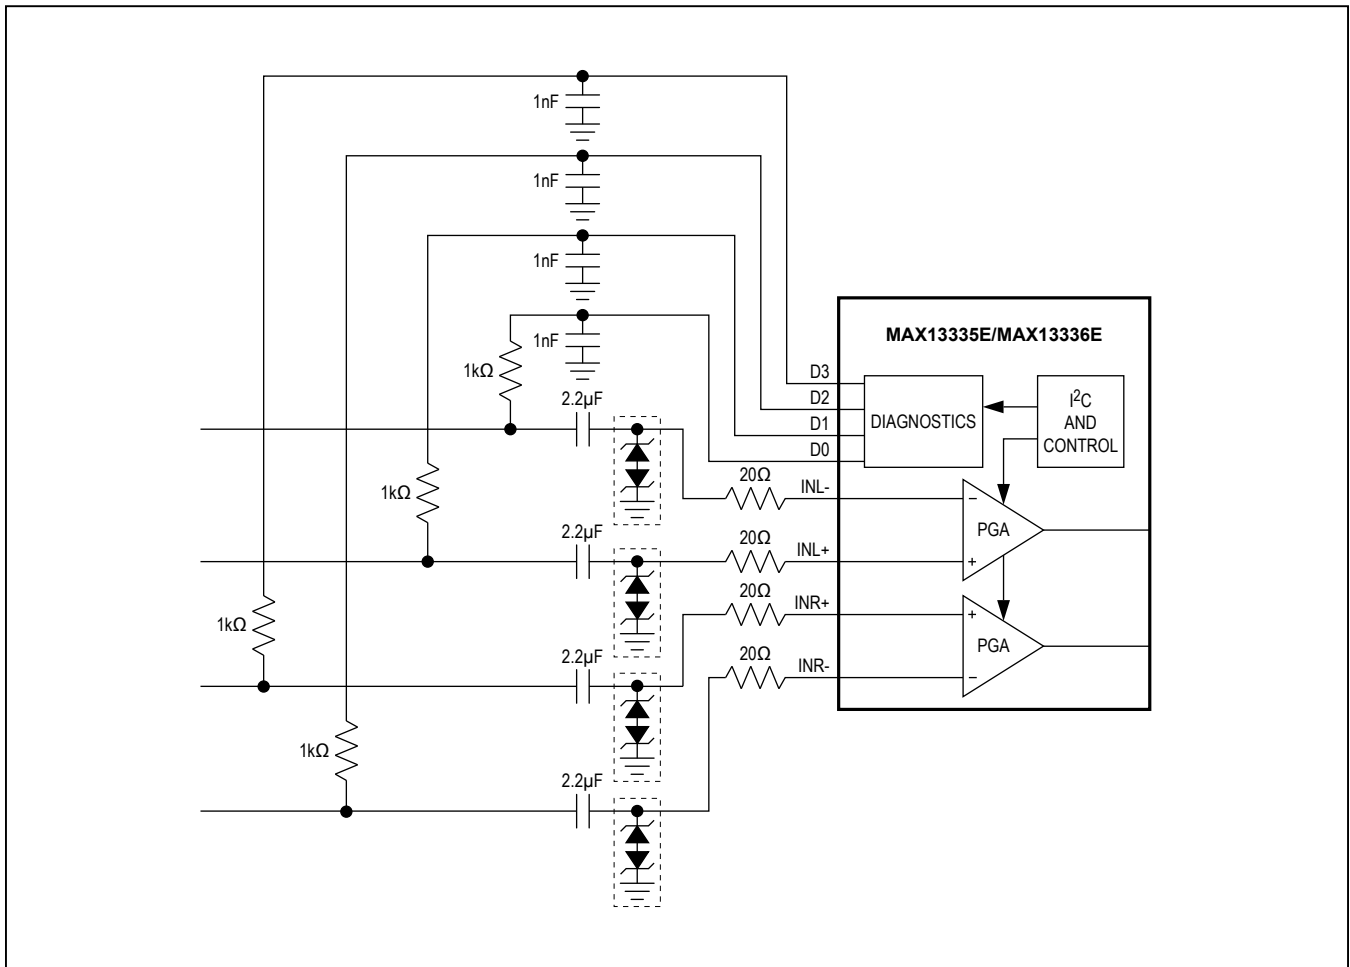 1nF
1nF
1nF
1nF
MAX13335E/MAX13336E
1kΩ
D3
D2
D1
D0
DIAGNOSTICS
I²C
AND
CONTROL
2.2µF
20Ω
INL-
1kΩ
2.2µF
20Ω
INL+
PGA
20Ω
INR+
1kΩ
2.2µF
20Ω
INR-
PGA
1kΩ
2.2µF